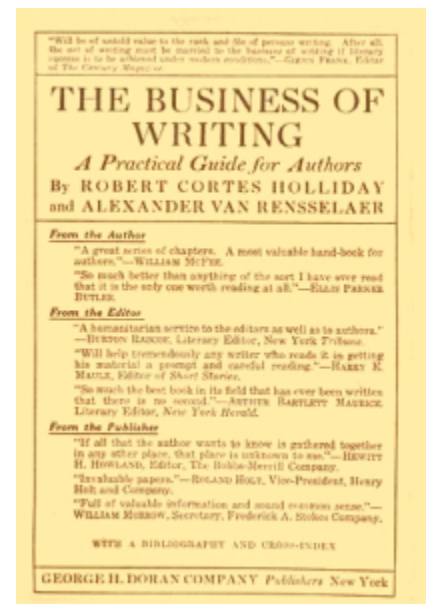 "Will be of untold value to the rank and file of persons writing. After all,
the art of writing must be married to the business of writing if literary
success is to be achieved under modern conditions."—GLENN FRANK, Editor
of The Century Magazine.
THE BUSINESS OF
WRITING
A Practical Guide for Authors
By ROBERT CORTES HOLLIDAY
and ALEXANDER VAN RENSSELAER
From the Author
"A great series of chapters. A most valuable hand-book for
authors."—WILLIAM MCFEE.
"So much better than anything of the sort I have ever read
that it is the only one worth reading at all."—ELLIS PARKER
BUTLER.
From the Editor
"A humanitarian service to the editors as well as to authors."
—BURTON RASCOE, Literary Editor, New York Tribune.
"Will help tremendously any writer who reads it in getting
his material a prompt and careful reading."—HARRY E.
MAULE, Editor of Short Stories.
"So much the best book in its field that has ever been written
that there is no second."—ARTHUR BARTLETT MAURICE,
Literary Editor, New York Herald.
From the Publisher
"If all that the author wants to know is gathered together
in any other place, that place is unknown to me."—HEWITT
H. HOWLAND, Editor, The Bobbs-Merrill Company.
"Invaluable papers."—ROLAND HOLT, Vice-President, Henry
Holt and Company.
"Full of valuable information and sound common sense."—
WILLIAM MORROW, Secretary, Frederick A. Stokes Company.
WITH A BIBLIOGRAPHY AND CROSS-INDEX
GEORGE H. DORAN COMPANY Publishers New York